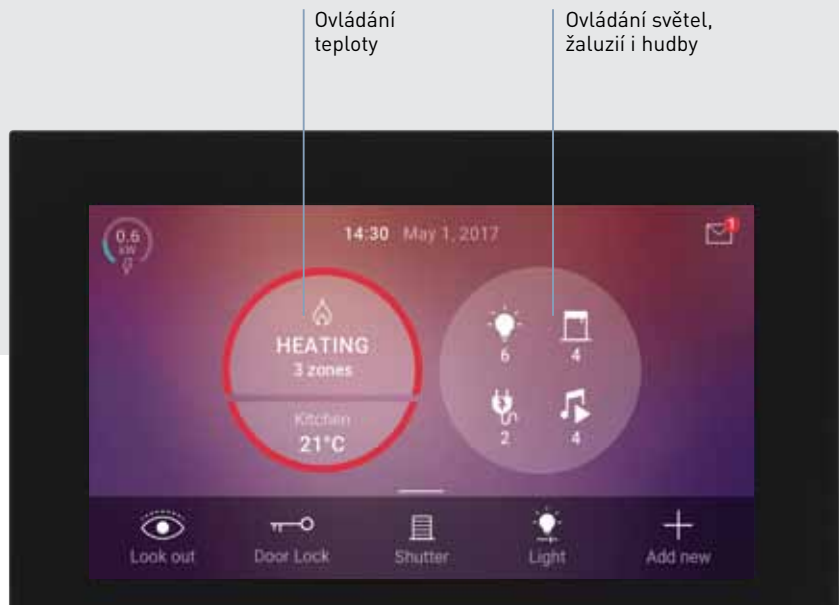 Ovládání
teploty
Ovládání světel,
žaluzií i hudby
0.6
kW
14:30 May 1, 2017
1
HEATING
3 zones
Kitchen
21°C
6
4
2
4
Look out
Door Lock
Shutter
Light
Add new